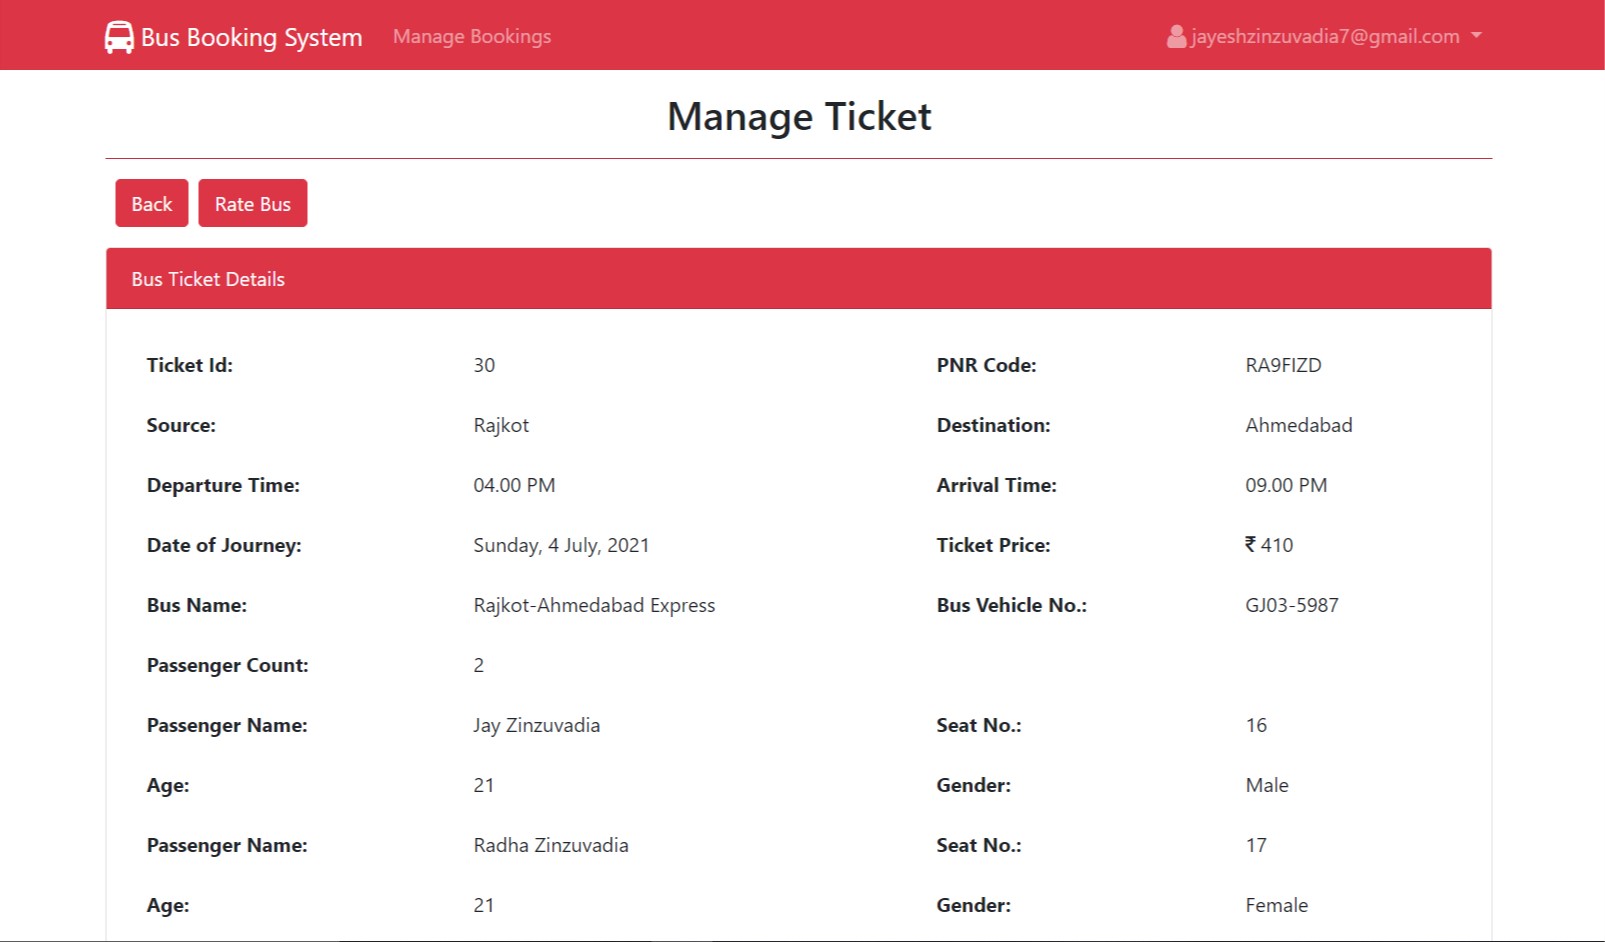 Bus Booking System Manage Bookings jayeshzinzuvadia7@gmail.com
Manage Ticket
Back Rate Bus
Bus Ticket Details
Ticket Id: 30 PNR Code: RA9FIZD
Source: Rajkot Destination: Ahmedabad
Departure Time: 04.00 PM Arrival Time: 09.00 PM
Date of Journey: Sunday, 4 July, 2021 Ticket Price: ₹ 410
Bus Name: Rajkot-Ahmedabad Express Bus Vehicle No.: GJ03-5987
Passenger Count: 2
Passenger Name: Jay Zinzuvadia Seat No.: 16
Age: 21 Gender: Male
Passenger Name: Radha Zinzuvadia Seat No.: 17
Age: 21 Gender: Female